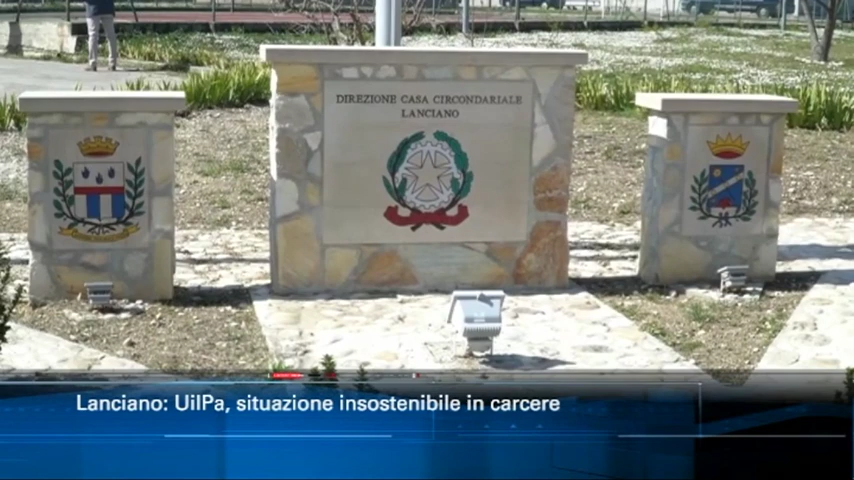 DIREZIONE CASA CIRCONDARIALE
LANCIANO
Lanciano: UilPa, situazione insostenibile in carcere